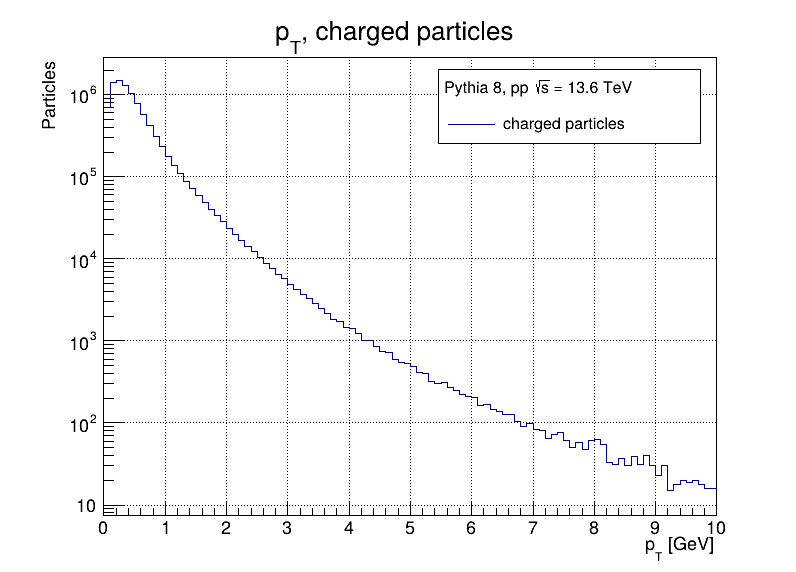 p_T, charged particles
Particles
Pythia 8, pp √s = 13.6 TeV
charged particles
10^6
10^5
10^4
10^3
10^2
10
0 1 2 3 4 5 6 7 8 9 10
p_T [GeV]